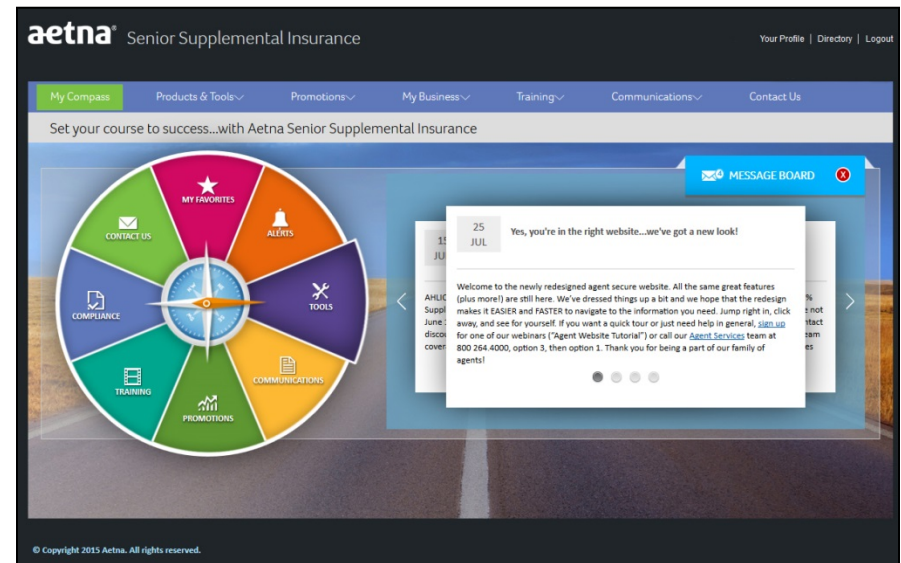 aetna® Senior Supplemental Insurance
Your Profile | Directory | Logout
My Compass Products & Tools Promotions My Business Training Communications Contact Us
Set your course to success...with Aetna Senior Supplemental Insurance
MESSAGE BOARD X
MY FAVORITES
ALERTS
TOOLS
COMMUNICATIONS
PROMOTIONS
TRAINING
COMPLIANCE
CONTACT US
25
JUL
Yes, you're in the right website...we've got a new look!
Welcome to the newly redesigned agent secure website. All the same great features
(plus more!) are still here. We've dressed things up a bit and we hope that the redesign
makes it EASIER and FASTER to navigate to the information you need. Jump right in, click
away, and see for yourself. If you want a quick tour or just need help in general, sign up
for one of our webinars ("Agent Website Tutorial") or call our Agent Services team at
800 264.4000, option 3, then option 1. Thank you for being a part of our family of
agents!
© Copyright 2015 Aetna. All rights reserved.